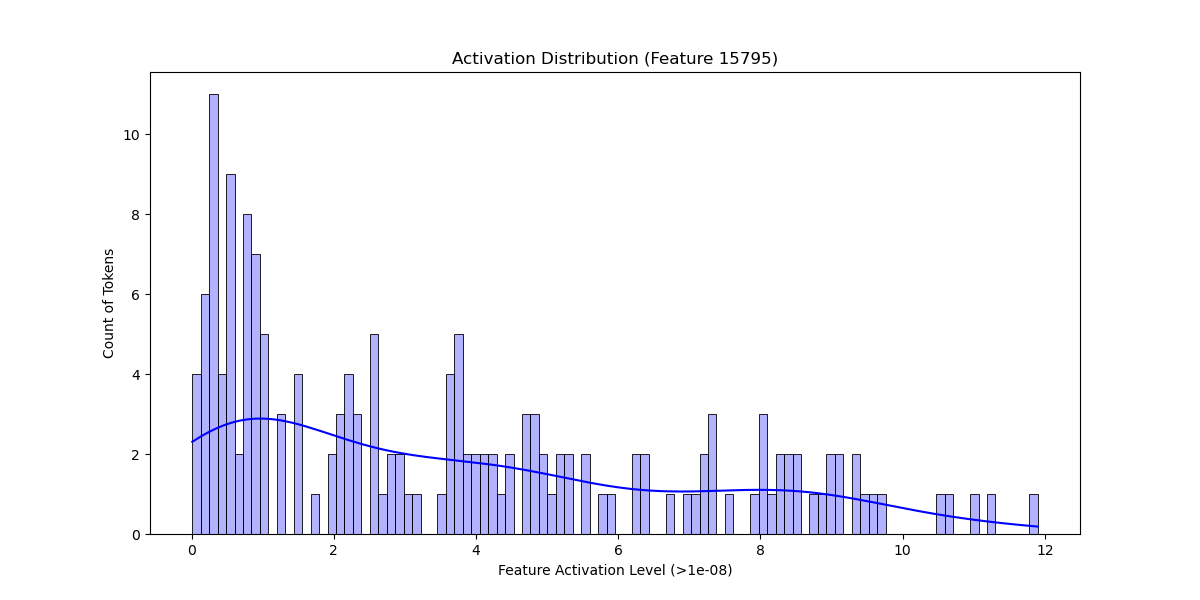 Activation Distribution (Feature 15795)
Count of Tokens
10
8
6
4
2
0
0 2 4 6 8 10 12
Feature Activation Level (>1e-08)